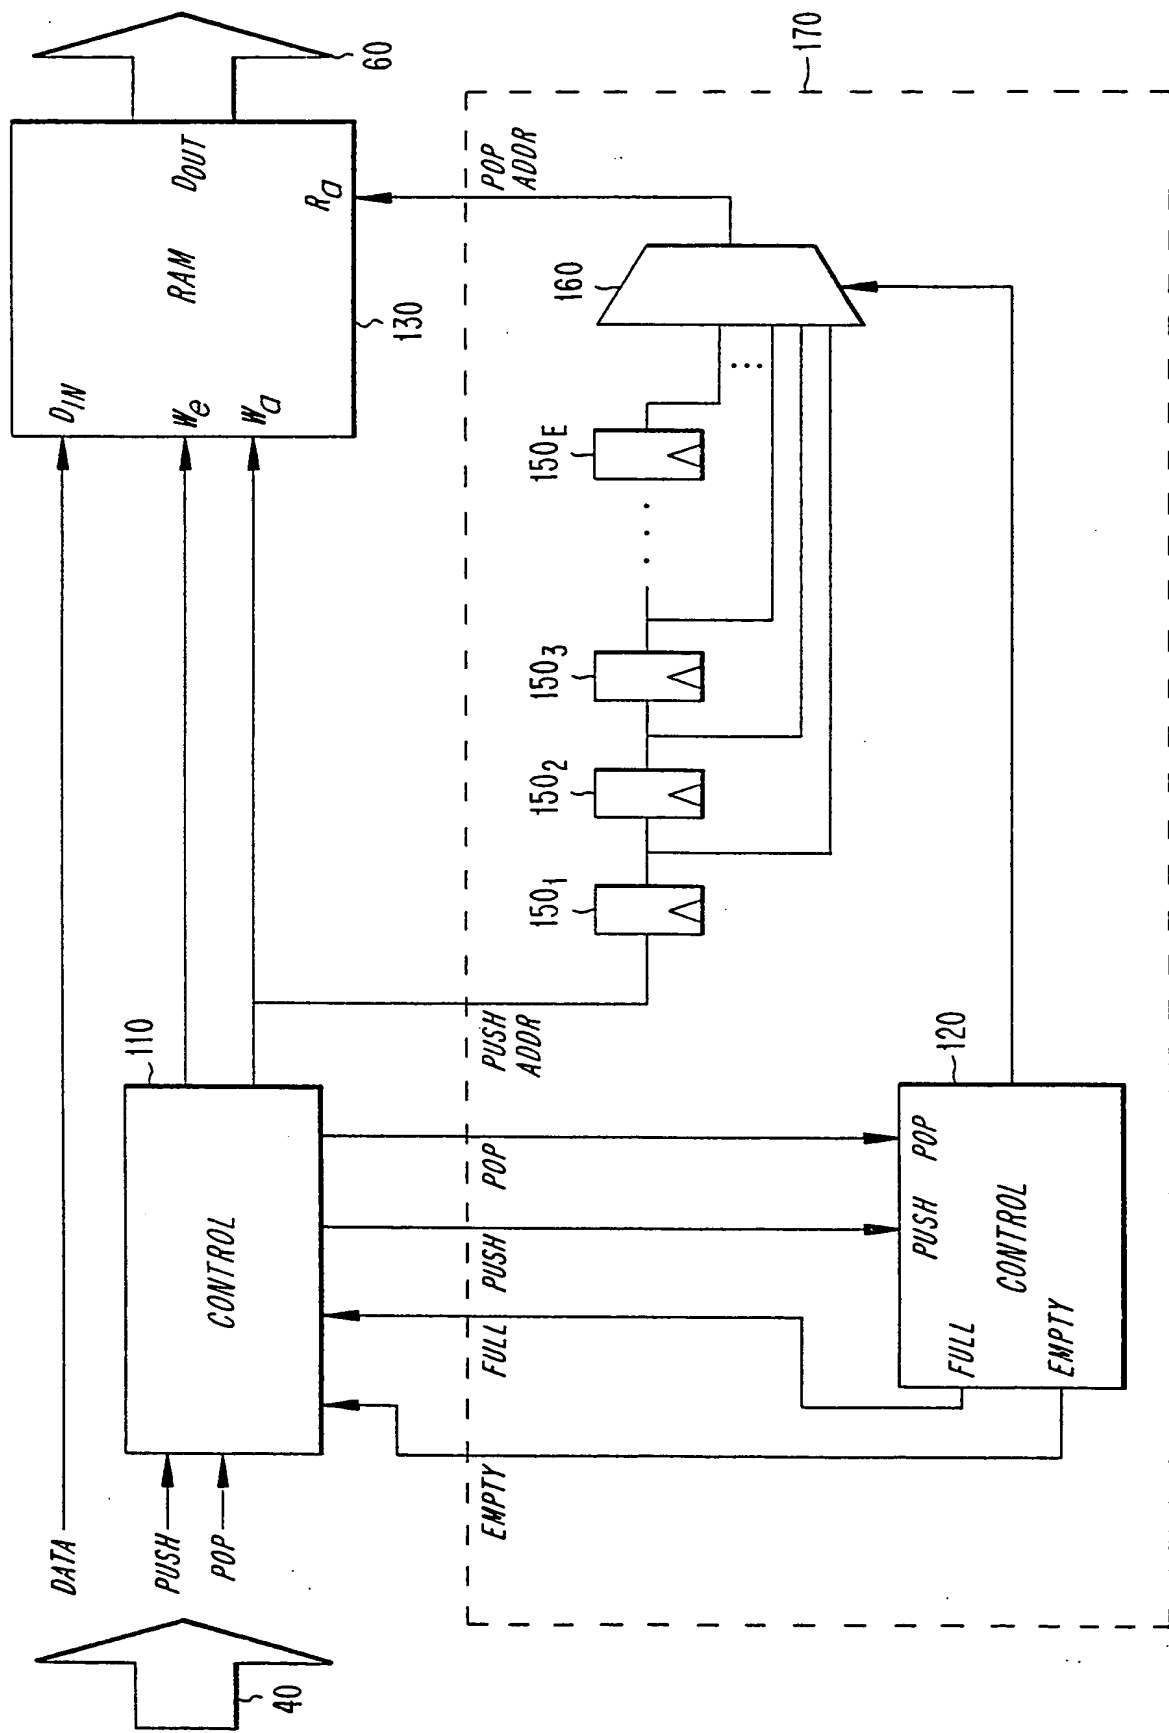 40
60
DATA
PUSH
POP
110
CONTROL
D_IN
W_e
W_a
RAM
D_OUT
R_a
130
EMPTY
FULL
PUSH
POP
PUSH
ADDR
POP
ADDR
170
150_1
150_2
150_3
. . .
150_E
...
160
120
PUSH POP
CONTROL
FULL
EMPTY